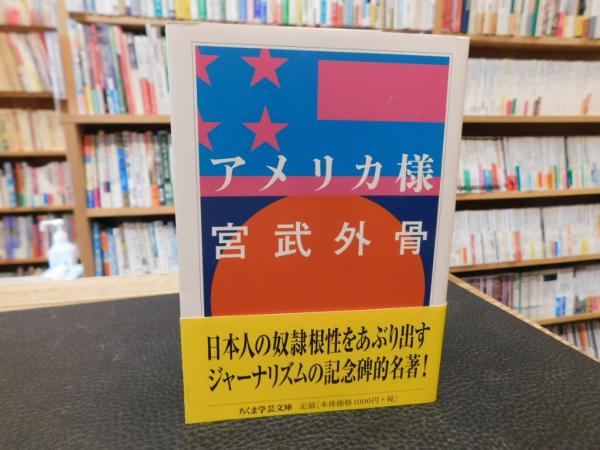 アメリカ様
宮武外骨
日本人の奴隷根性をあぶり出す
ジャーナリズムの記念碑的名著!
ちくま学芸文庫 定価[本体価格1000円+税]